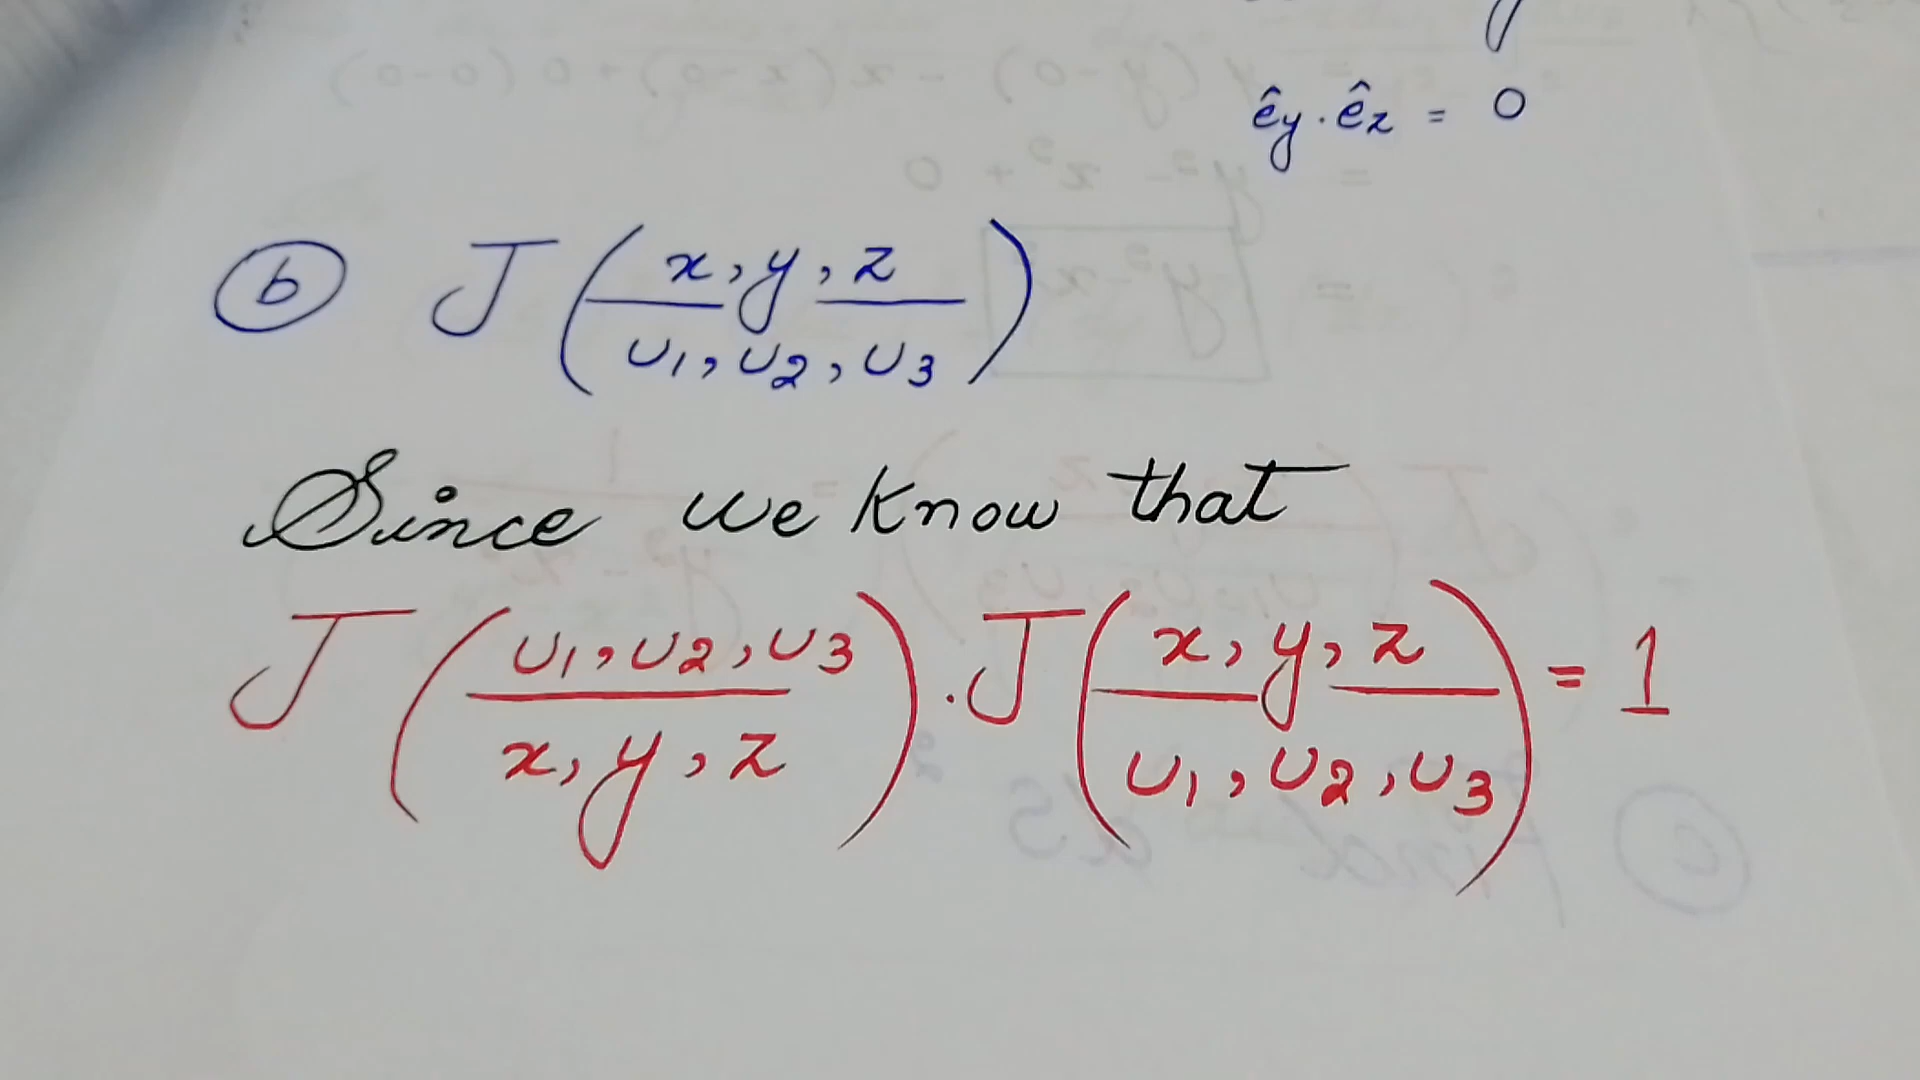 êy . êz = 0
(b) J (x, y, z / u1, u2, u3)
Since we know that
J (u1, u2, u3 / x, y, z) . J (x, y, z / u1, u2, u3) = 1